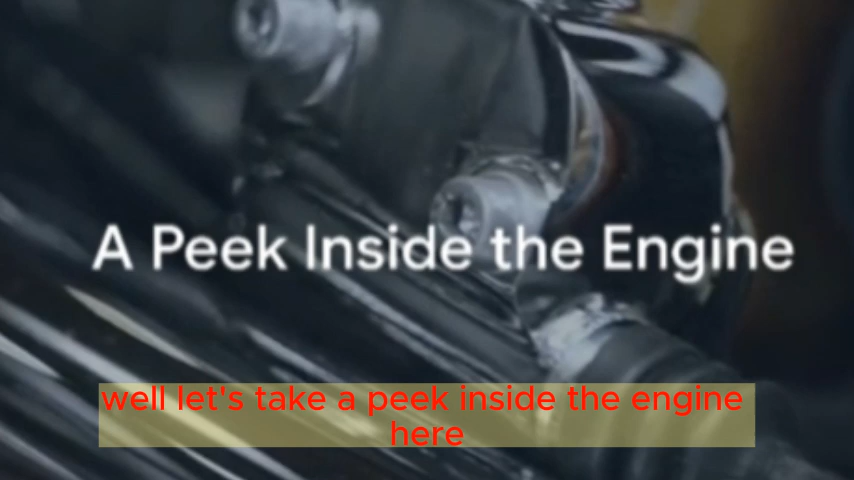 A Peek Inside the Engine
well let's take a peek inside the engine
here